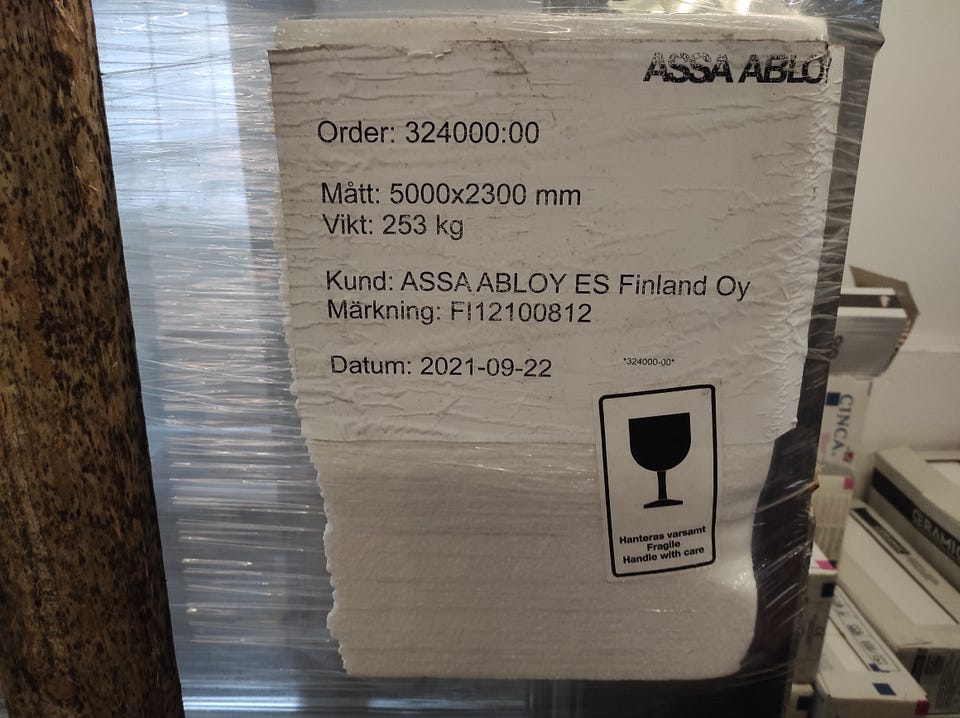 ASSA ABLO
Order: 324000:00
Mått: 5000x2300 mm
Vikt: 253 kg
Kund: ASSA ABLOY ES Finland Oy
Märkning: FI12100812
Datum: 2021-09-22
*324000-00*
Hanteras varsamt
Fragile
Handle with care
CINCA
CERAMIC